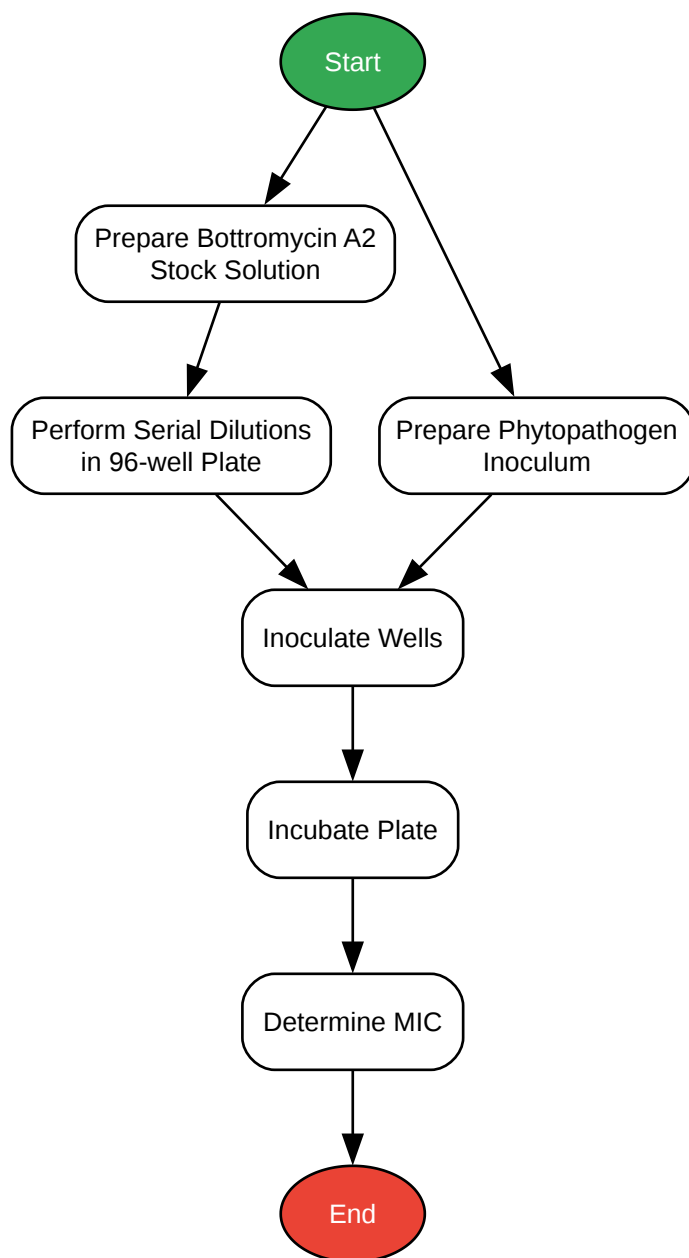 Start
Prepare Bottromycin A2
Stock Solution
Perform Serial Dilutions
in 96-well Plate
Prepare Phytopathogen
Inoculum
Inoculate Wells
Incubate Plate
Determine MIC
End